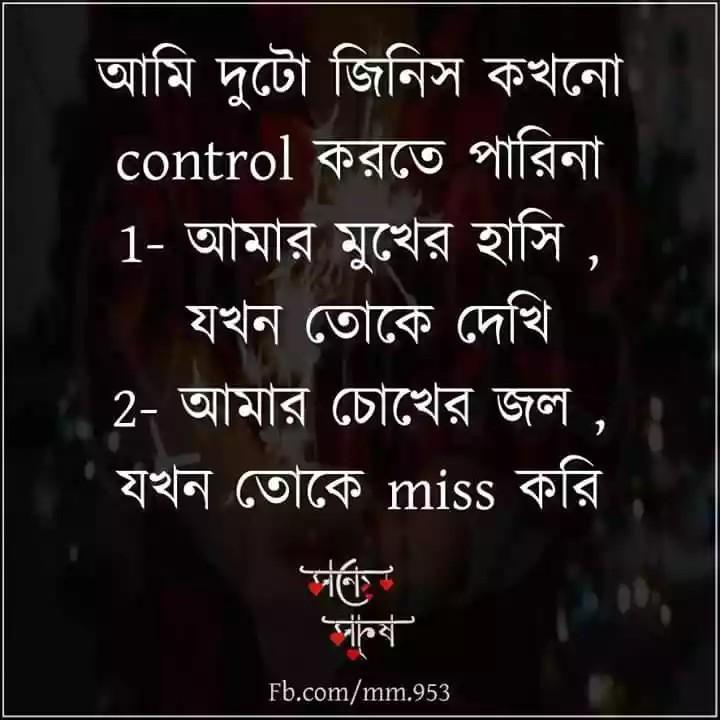 আমি দুটো জিনিস কখনো
control করতে পারিনা
1- আমার মুখের হাসি ,
যখন তোকে দেখি
2- আমার চোখের জল ,
যখন তোকে miss করি
মনের
মানুষ
Fb.com/mm.953